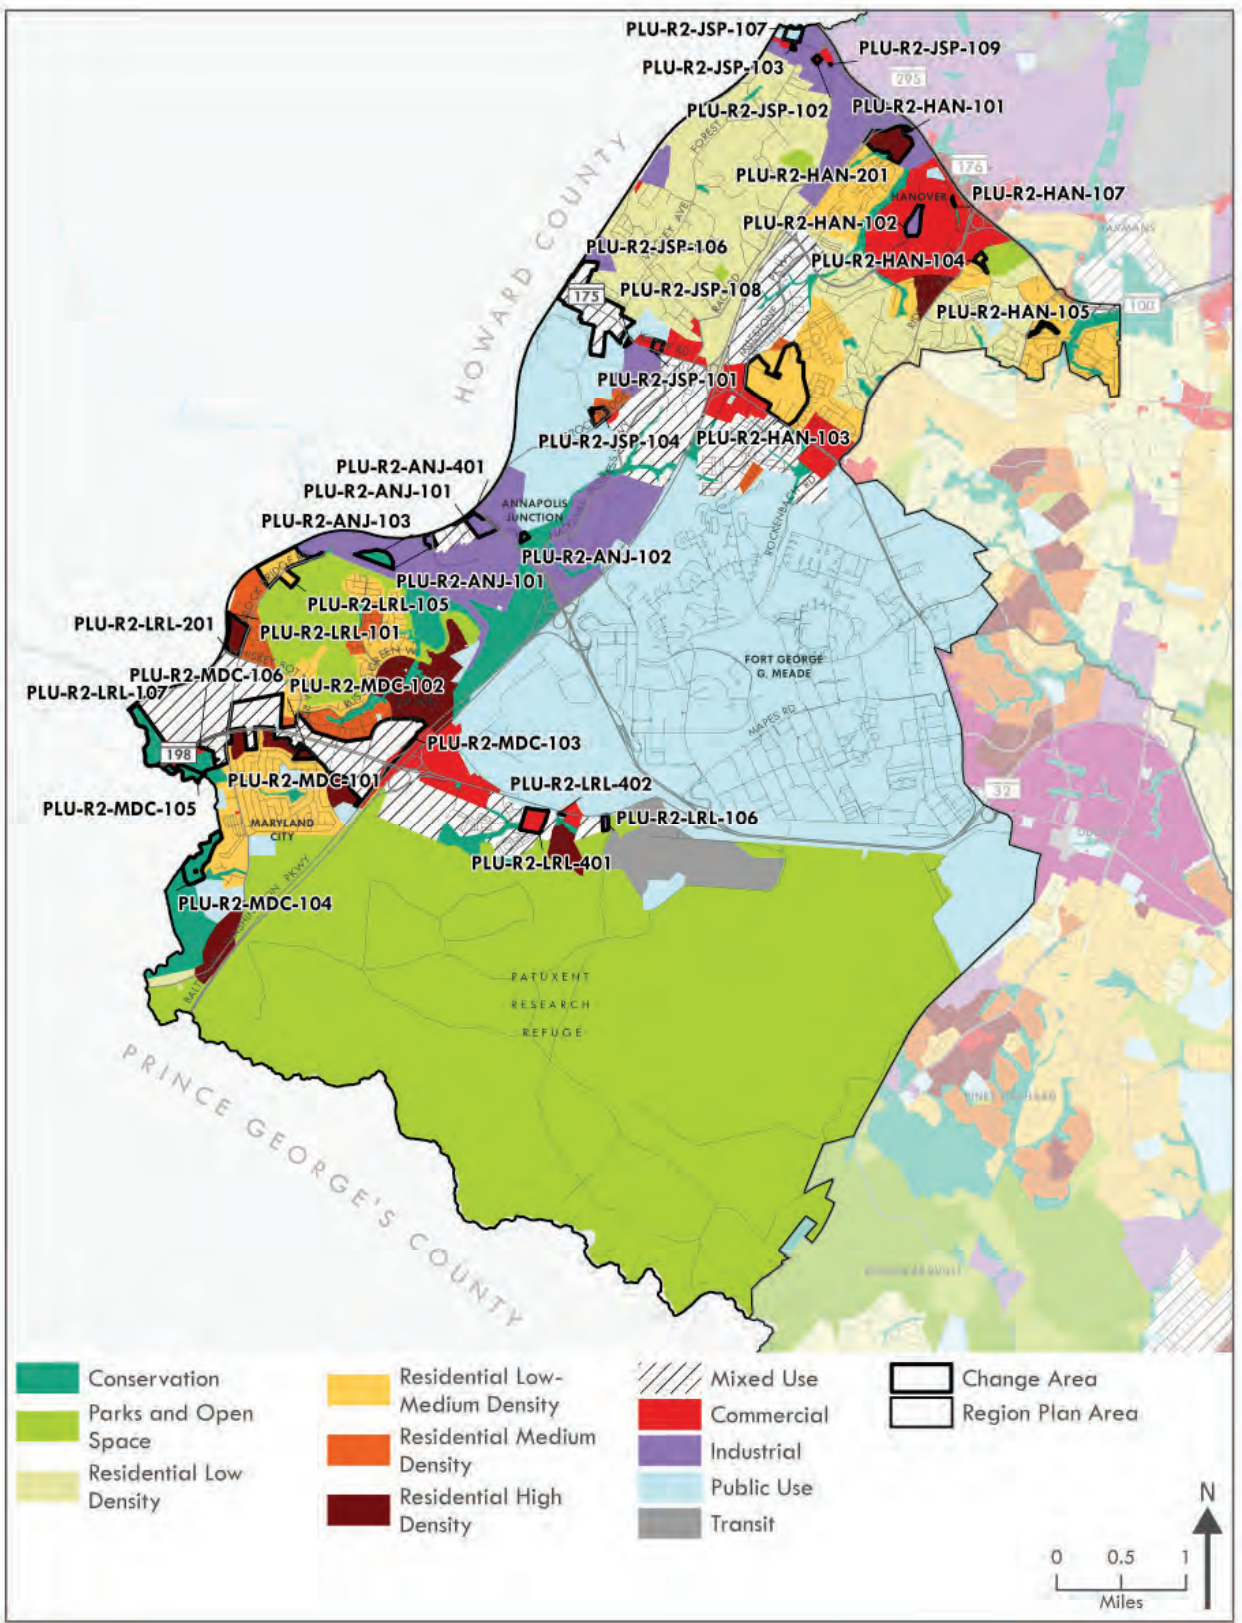 PLU-R2-JSP-107
PLU-R2-JSP-109
PLU-R2-JSP-103
295
PLU-R2-JSP-102
PLU-R2-HAN-101
FOREST
176
PLU-R2-HAN-201
PLU-R2-HAN-107
HANOVER
PLU-R2-HAN-102
HOWARD COUNTY
PLU-R2-JSP-106
PLU-R2-HAN-104
175
PLU-R2-JSP-108
100
PLU-R2-HAN-105
PLU-R2-JSP-101
PLU-R2-JSP-104
PLU-R2-HAN-103
PLU-R2-ANJ-401
PLU-R2-ANJ-101
ANNAPOLIS
JUNCTION
ROCKENBACH RD
PLU-R2-ANJ-103
PLU-R2-ANJ-102
PLU-R2-ANJ-101
PLU-R2-LRL-105
PLU-R2-LRL-201
PLU-R2-LRL-101
FORT GEORGE
G. MEADE
PLU-R2-MDC-106
PLU-R2-MDC-102
PLU-R2-LRL-107
MAPES RD
198
PLU-R2-MDC-103
PLU-R2-MDC-101
PLU-R2-LRL-402
32
PLU-R2-MDC-105
MARYLAND
CITY
PLU-R2-LRL-106
PLU-R2-LRL-401
PLU-R2-MDC-104
PATUXENT
RESEARCH
REFUGE
PRINCE GEORGE'S COUNTY
Conservation
Parks and Open
Space
Residential Low
Density
Residential Low-
Medium Density
Residential Medium
Density
Residential High
Density
Mixed Use
Commercial
Industrial
Public Use
Transit
Change Area
Region Plan Area
N
0 0.5 1
Miles